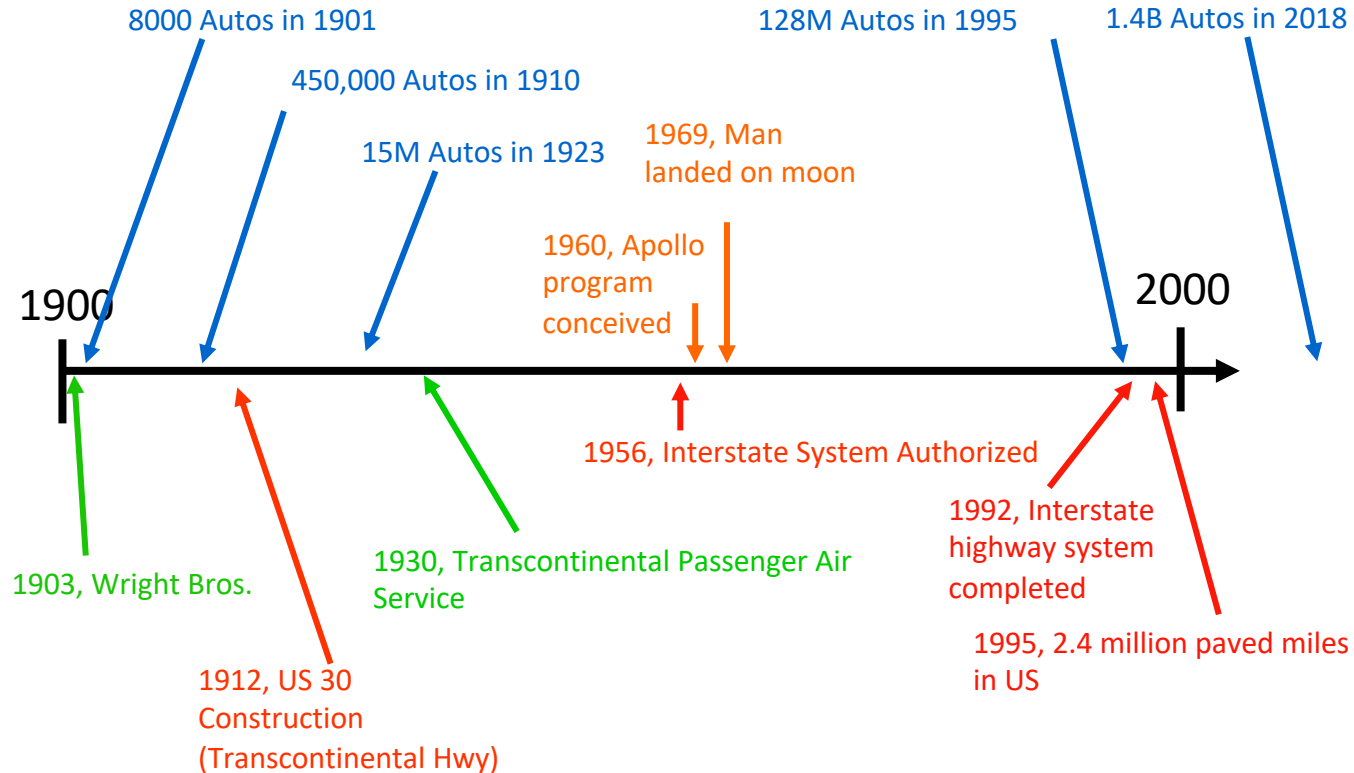 8000 Autos in 1901
128M Autos in 1995
1.4B Autos in 2018
450,000 Autos in 1910
15M Autos in 1923
1969, Man
landed on moon
1960, Apollo
program
conceived
1900
2000
1956, Interstate System Authorized
1992, Interstate
highway system
completed
1903, Wright Bros.
1930, Transcontinental Passenger Air
Service
1995, 2.4 million paved miles
in US
1912, US 30
Construction
(Transcontinental Hwy)